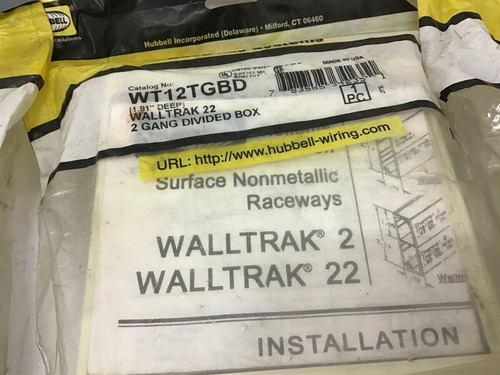 HUBBELL
Hubbell Incorporated (Delaware) • Milford, CT 06460
MADE IN USA
Catalog No:
WT12TGBD
(1.91" DEEP)
WALLTRAK 22
2 GANG DIVIDED BOX
1
PC
URL: http://www.hubbell-wiring.com
Surface Nonmetallic
Raceways
WALLTRAK® 2
WALLTRAK® 22
INSTALLATION